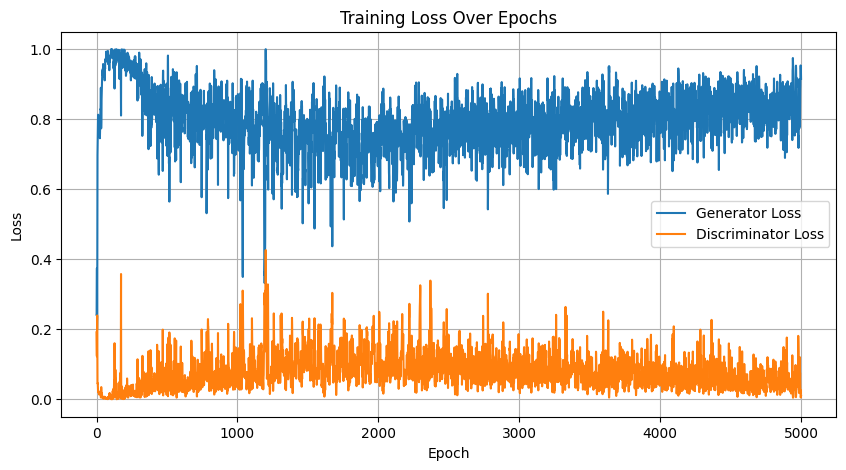 Training Loss Over Epochs
Loss
1.0
0.8
0.6
0.4
0.2
0.0
Generator Loss
Discriminator Loss
0 1000 2000 3000 4000 5000
Epoch